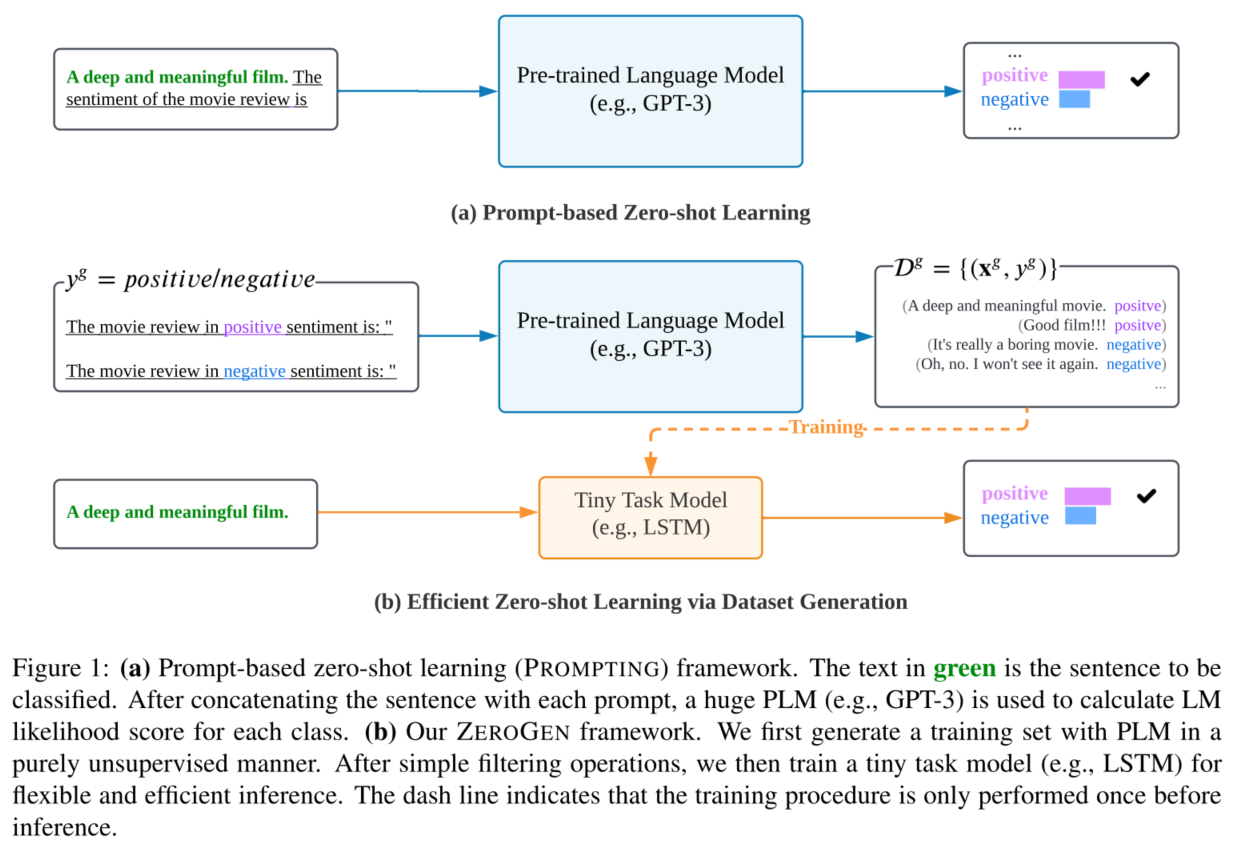 A deep and meaningful film. The
sentiment of the movie review is
Pre-trained Language Model
(e.g., GPT-3)
...
positive
negative
...
(a) Prompt-based Zero-shot Learning
y^g = positive/negative
The movie review in positive sentiment is: "
The movie review in negative sentiment is: "
Pre-trained Language Model
(e.g., GPT-3)
𝒟^g = {(x^g, y^g)}
(A deep and meaningful movie. positve)
(Good film!!! positve)
(It's really a boring movie. negative)
(Oh, no. I won't see it again. negative)
...
Training
A deep and meaningful film.
Tiny Task Model
(e.g., LSTM)
positive
negative
(b) Efficient Zero-shot Learning via Dataset Generation
Figure 1: (a) Prompt-based zero-shot learning (PROMPTING) framework. The text in green is the sentence to be
classified. After concatenating the sentence with each prompt, a huge PLM (e.g., GPT-3) is used to calculate LM
likelihood score for each class. (b) Our ZEROGEN framework. We first generate a training set with PLM in a
purely unsupervised manner. After simple filtering operations, we then train a tiny task model (e.g., LSTM) for
flexible and efficient inference. The dash line indicates that the training procedure is only performed once before
inference.